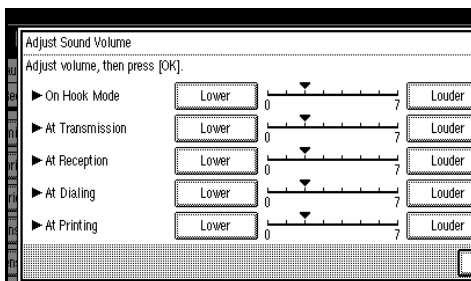 Adjust Sound Volume
Adjust volume, then press [OK].
► On Hook Mode Lower 0 7 Louder
► At Transmission Lower 0 7 Louder
► At Reception Lower 0 7 Louder
► At Dialing Lower 0 7 Louder
► At Printing Lower 0 7 Louder